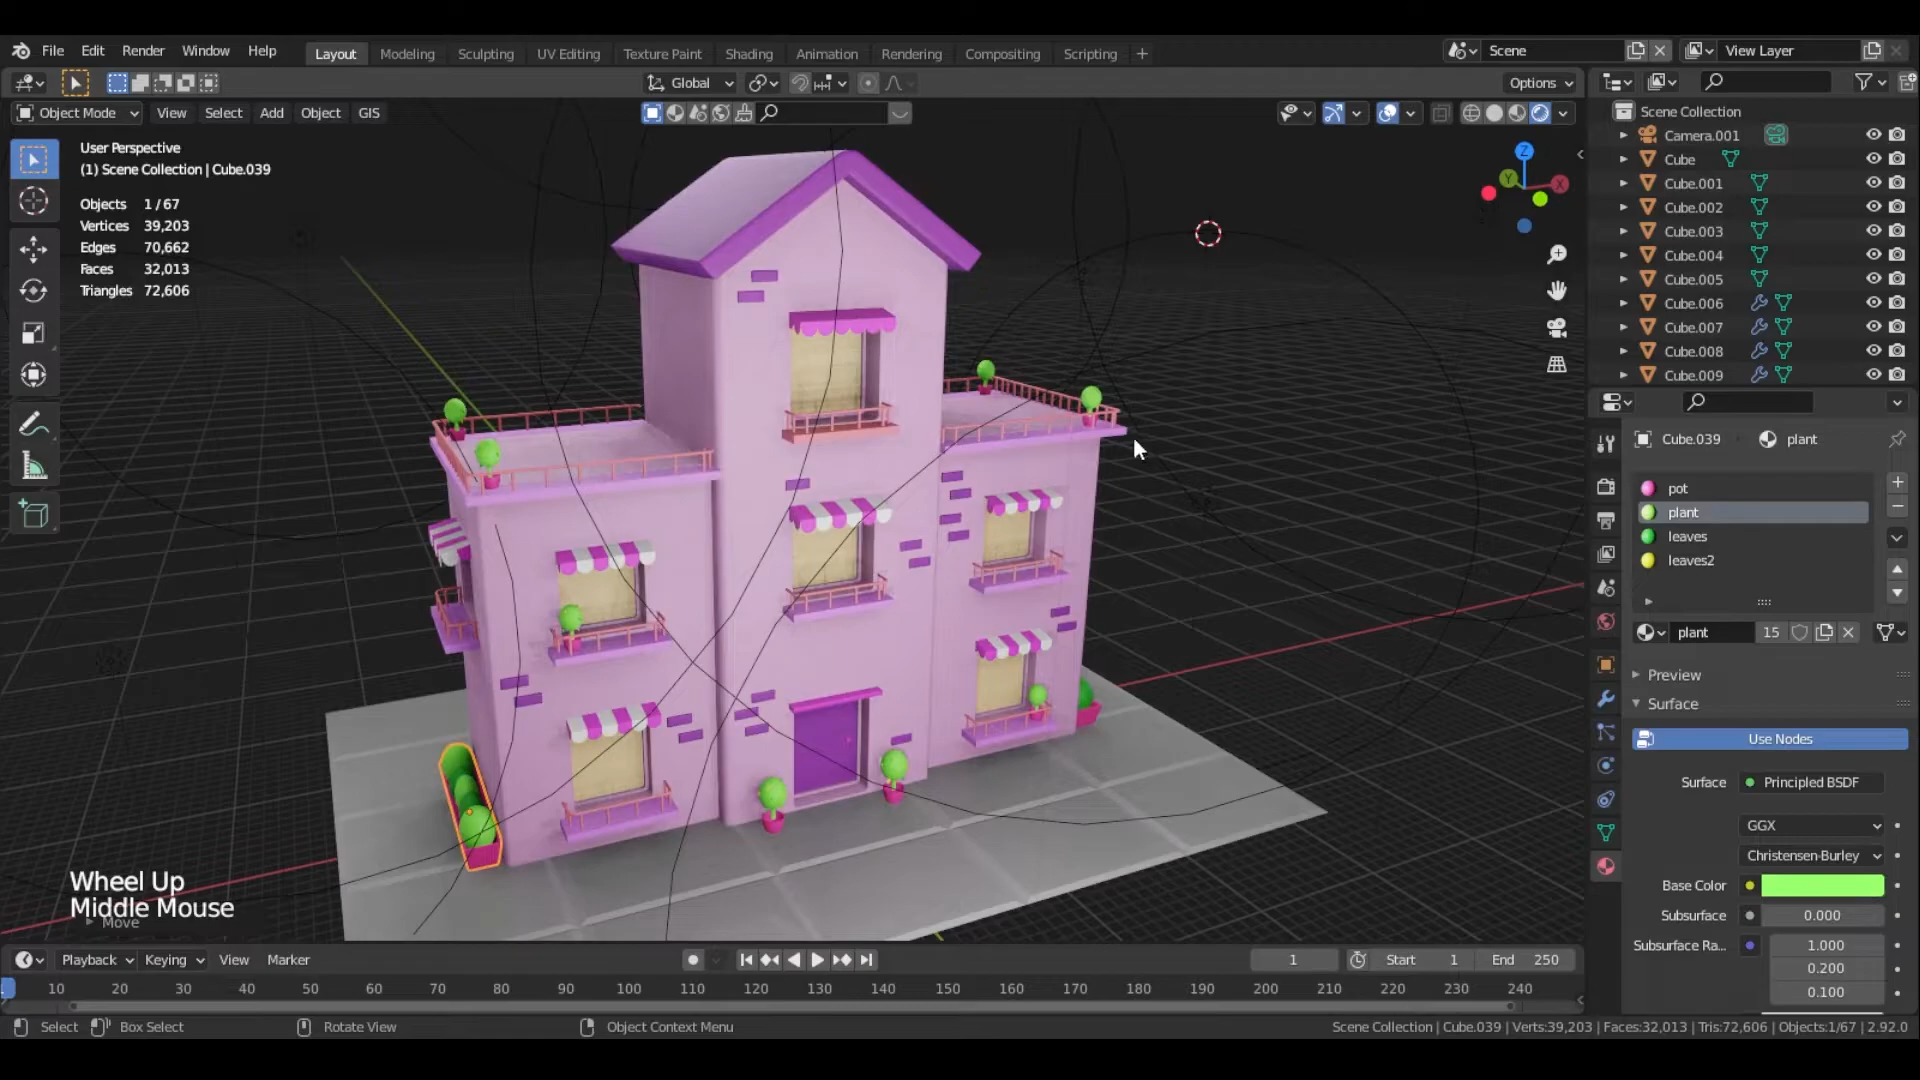 File Edit Render Window Help Layout Modeling Sculpting UV Editing Texture Paint Shading Animation Rendering Compositing Scripting + Scene View Layer
Global Options
Object Mode View Select Add Object GIS
User Perspective
(1) Scene Collection | Cube.039
Objects 1 / 67
Vertices 39,203
Edges 70,662
Faces 32,013
Triangles 72,606
Z
Y
X
Scene Collection
Camera.001
Cube
Cube.001
Cube.002
Cube.003
Cube.004
Cube.005
Cube.006
Cube.007
Cube.008
Cube.009
Cube.039 plant
pot
plant
leaves
leaves2
plant 15
Preview
Surface
Use Nodes
Surface Principled BSDF
GGX
Christensen-Burley
Base Color
Subsurface 0.000
Subsurface Ra... 1.000
0.200
0.100
Wheel Up
Middle Mouse
Move
Playback Keying View Marker 1 Start 1 End 250
10 20 30 40 50 60 70 80 90 100 110 120 130 140 150 160 170 180 190 200 210 220 230 240
Select Box Select Rotate View Object Context Menu Scene Collection | Cube.039 | Verts:39,203 | Faces:32,013 | Tris:72,606 | Objects:1/67 | 2.92.0